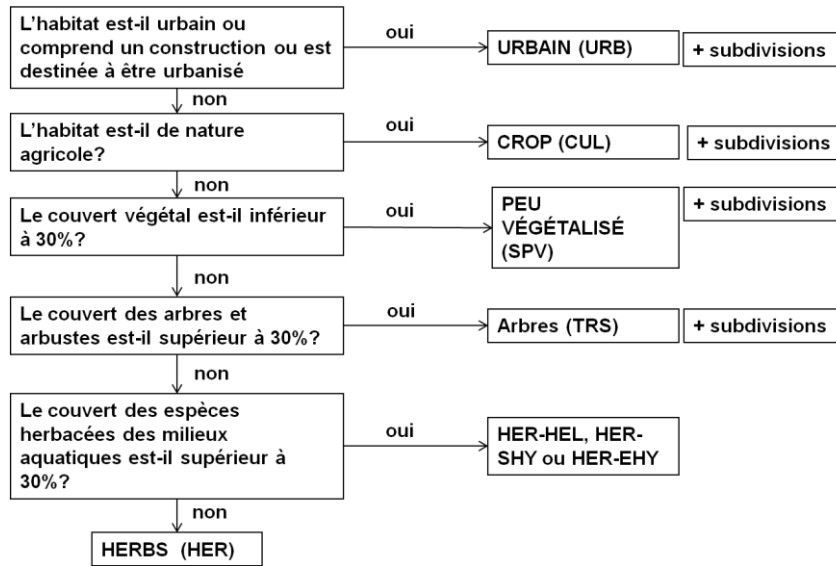 L'habitat est-il urbain ou
comprend un construction ou est
destinée à être urbanisé
oui
URBAIN (URB)
+ subdivisions
non
L'habitat est-il de nature
agricole?
oui
CROP (CUL)
+ subdivisions
non
Le couvert végétal est-il inférieur
à 30%?
oui
PEU
VÉGÉTALISÉ
(SPV)
+ subdivisions
non
Le couvert des arbres et
arbustes est-il supérieur à 30%?
oui
Arbres (TRS)
+ subdivisions
non
Le couvert des espèces
herbacées des milieux
aquatiques est-il supérieur à
30%?
oui
HER-HEL, HER-
SHY ou HER-EHY
non
HERBS (HER)